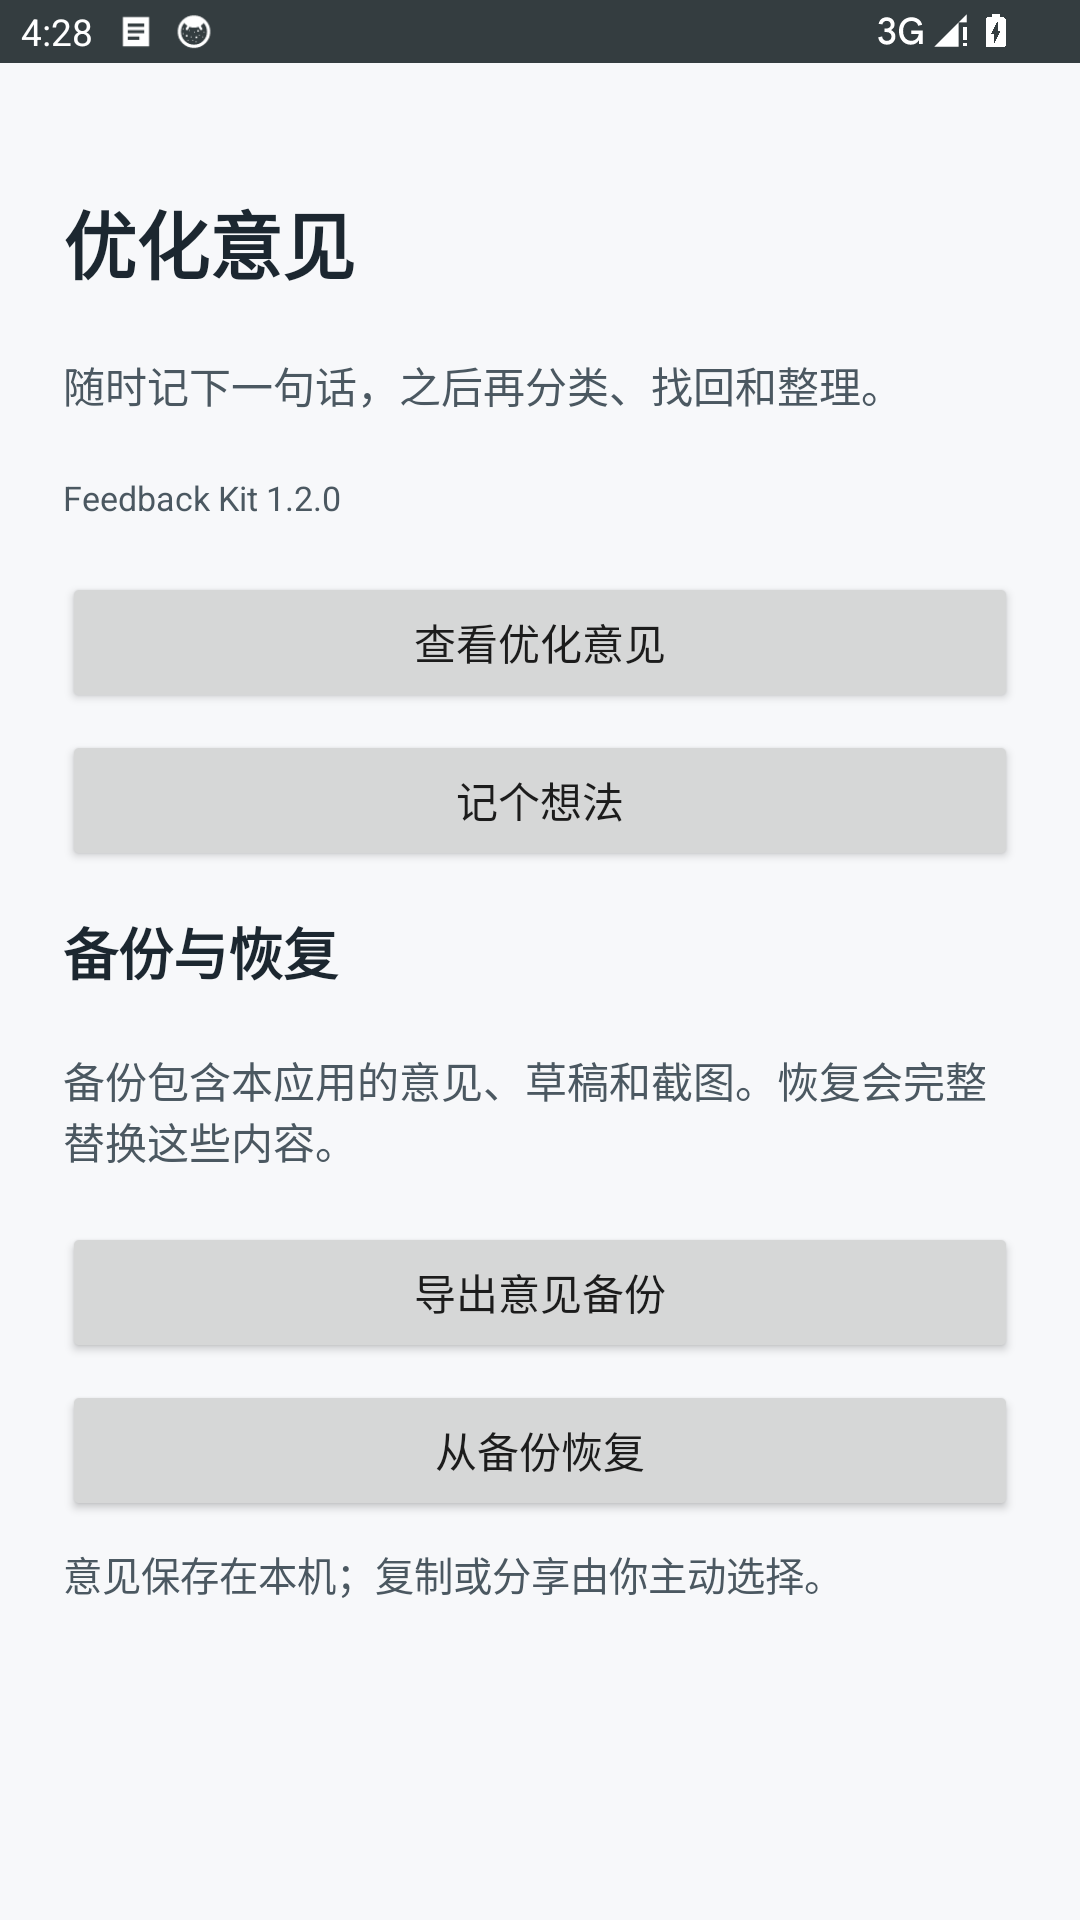 4:28
3G
优化意见
随时记下一句话，之后再分类、找回和整理。
Feedback Kit 1.2.0
查看优化意见
记个想法
备份与恢复
备份包含本应用的意见、草稿和截图。恢复会完整
替换这些内容。
导出意见备份
从备份恢复
意见保存在本机；复制或分享由你主动选择。